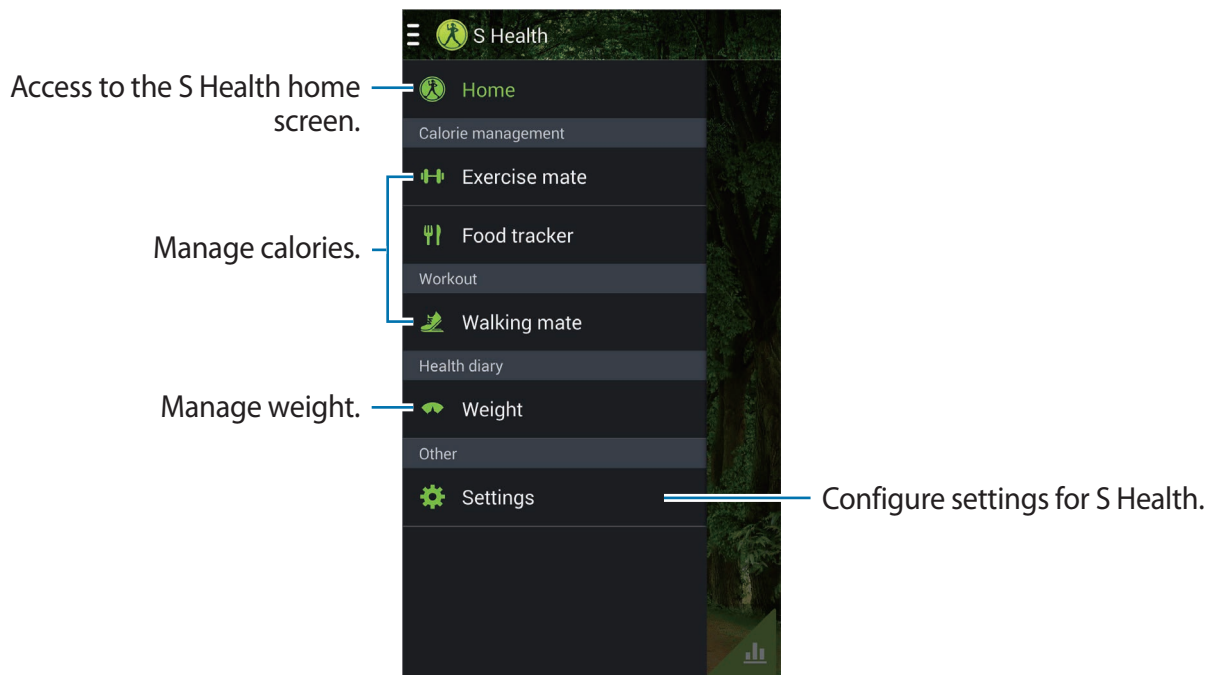 S Health
Access to the S Health home
screen.
Home
Calorie management
Exercise mate
Manage calories.
Food tracker
Workout
Walking mate
Health diary
Manage weight.
Weight
Other
Settings
Configure settings for S Health.